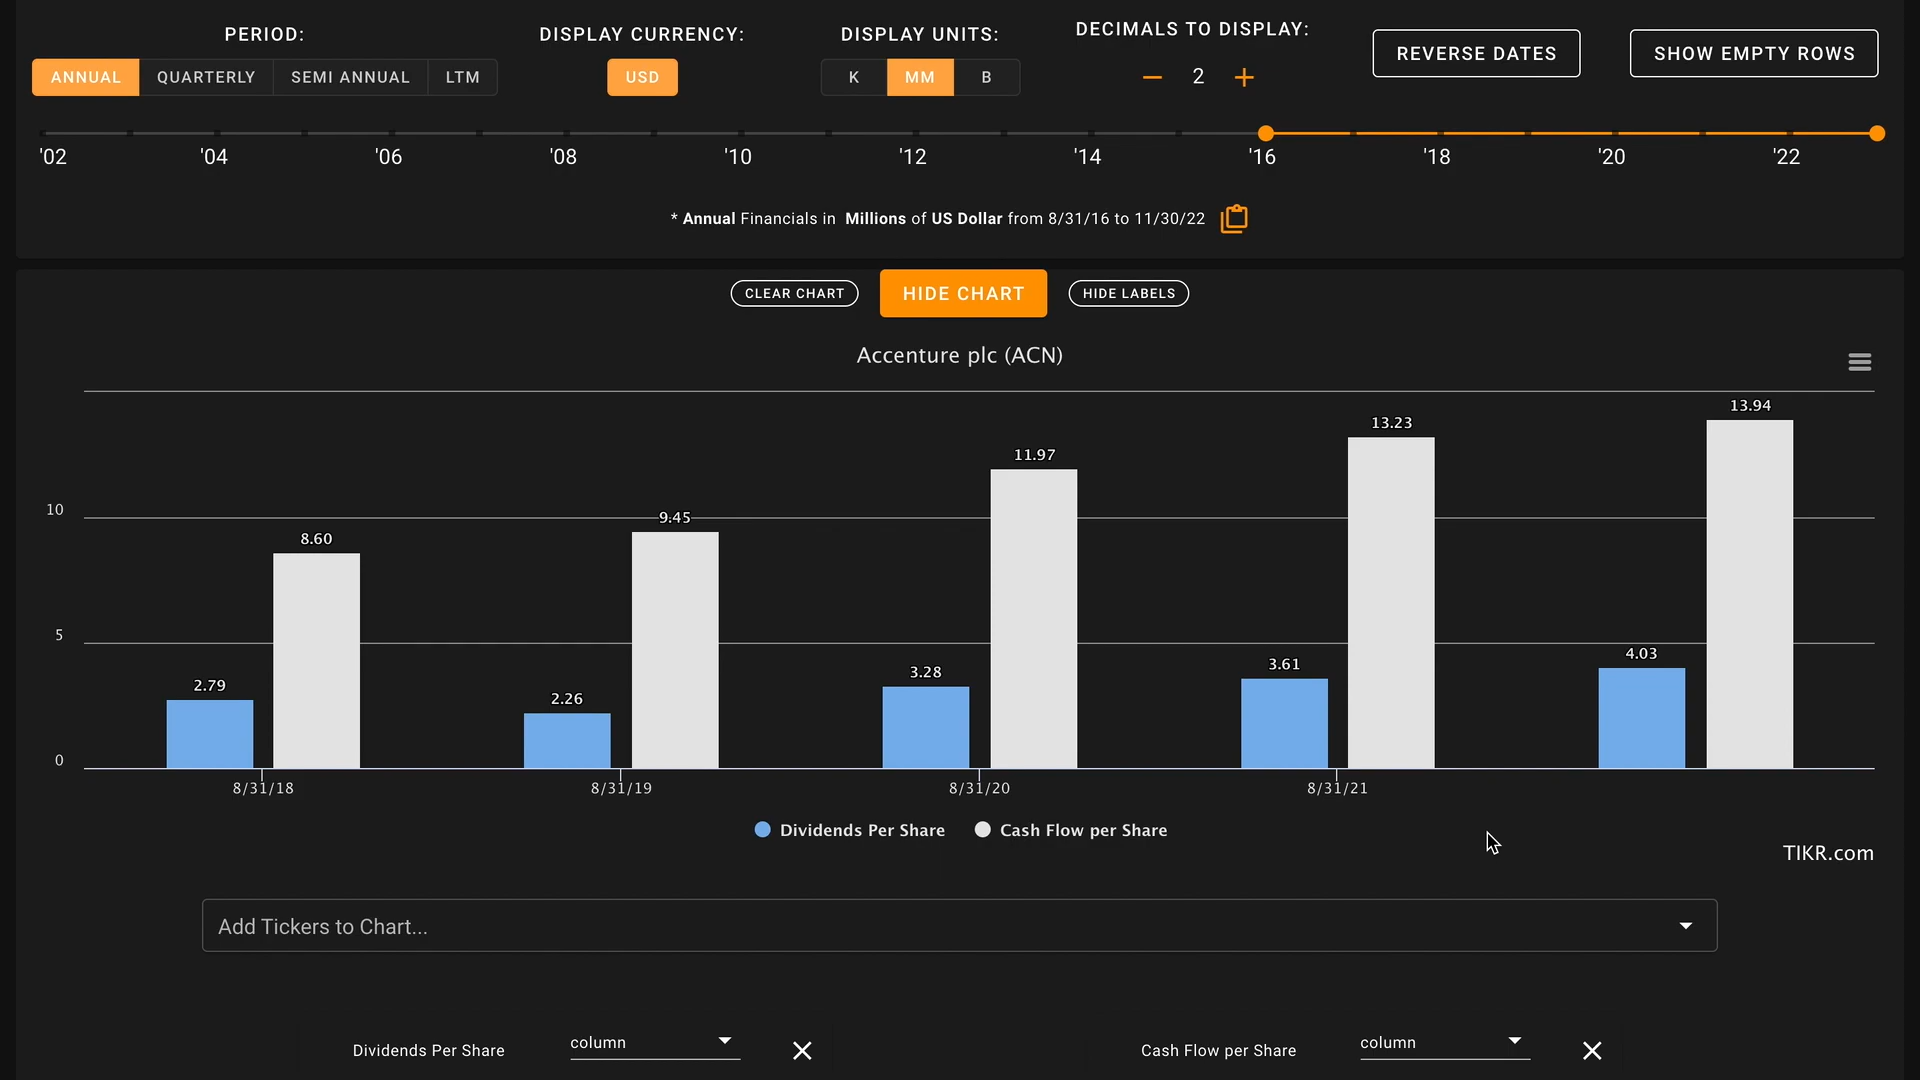 PERIOD:
DISPLAY CURRENCY:
DISPLAY UNITS:
DECIMALS TO DISPLAY:
ANNUAL QUARTERLY SEMI ANNUAL LTM
USD
K MM B
2
REVERSE DATES
SHOW EMPTY ROWS
'02 '04 '06 '08 '10 '12 '14 '16 '18 '20 '22
* Annual Financials in Millions of US Dollar from 8/31/16 to 11/30/22
CLEAR CHART HIDE CHART HIDE LABELS
Accenture plc (ACN)
13.94
13.23
11.97
10
9.45
8.60
5
4.03
3.61
3.28
2.79
2.26
0
8/31/18 8/31/19 8/31/20 8/31/21
Dividends Per Share Cash Flow per Share
TIKR.com
Add Tickers to Chart...
Dividends Per Share column
Cash Flow per Share column